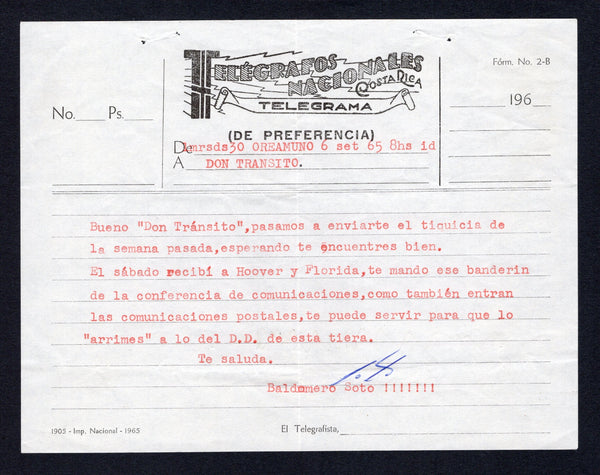 TELÉGRAFOS
NACIONALES
COSTA RICA
TELEGRAMA
Fórm. No. 2-B
No. ____ Ps. ____
______ 196__
(DE PREFERENCIA)
De mrsds30 OREAMUNO 6 set 65 8hs id
A DON TRANSITO.
Bueno "Don Tránsito",pasamos a enviarte el tiquicia de
la semana pasada,esperando te encuentres bien.
El sábado recibí a Hoover y Florida,te mando ese banderin
de la conferencia de comunicaciones,como también entran
las comunicaciones postales,te puede servir para que lo
"arrimes" a lo del D.D. de esta tiera.
Te saluda.
Baldomero Soto !!!!!!!
1905 - Imp. Nacional - 1965
El Telegrafista,